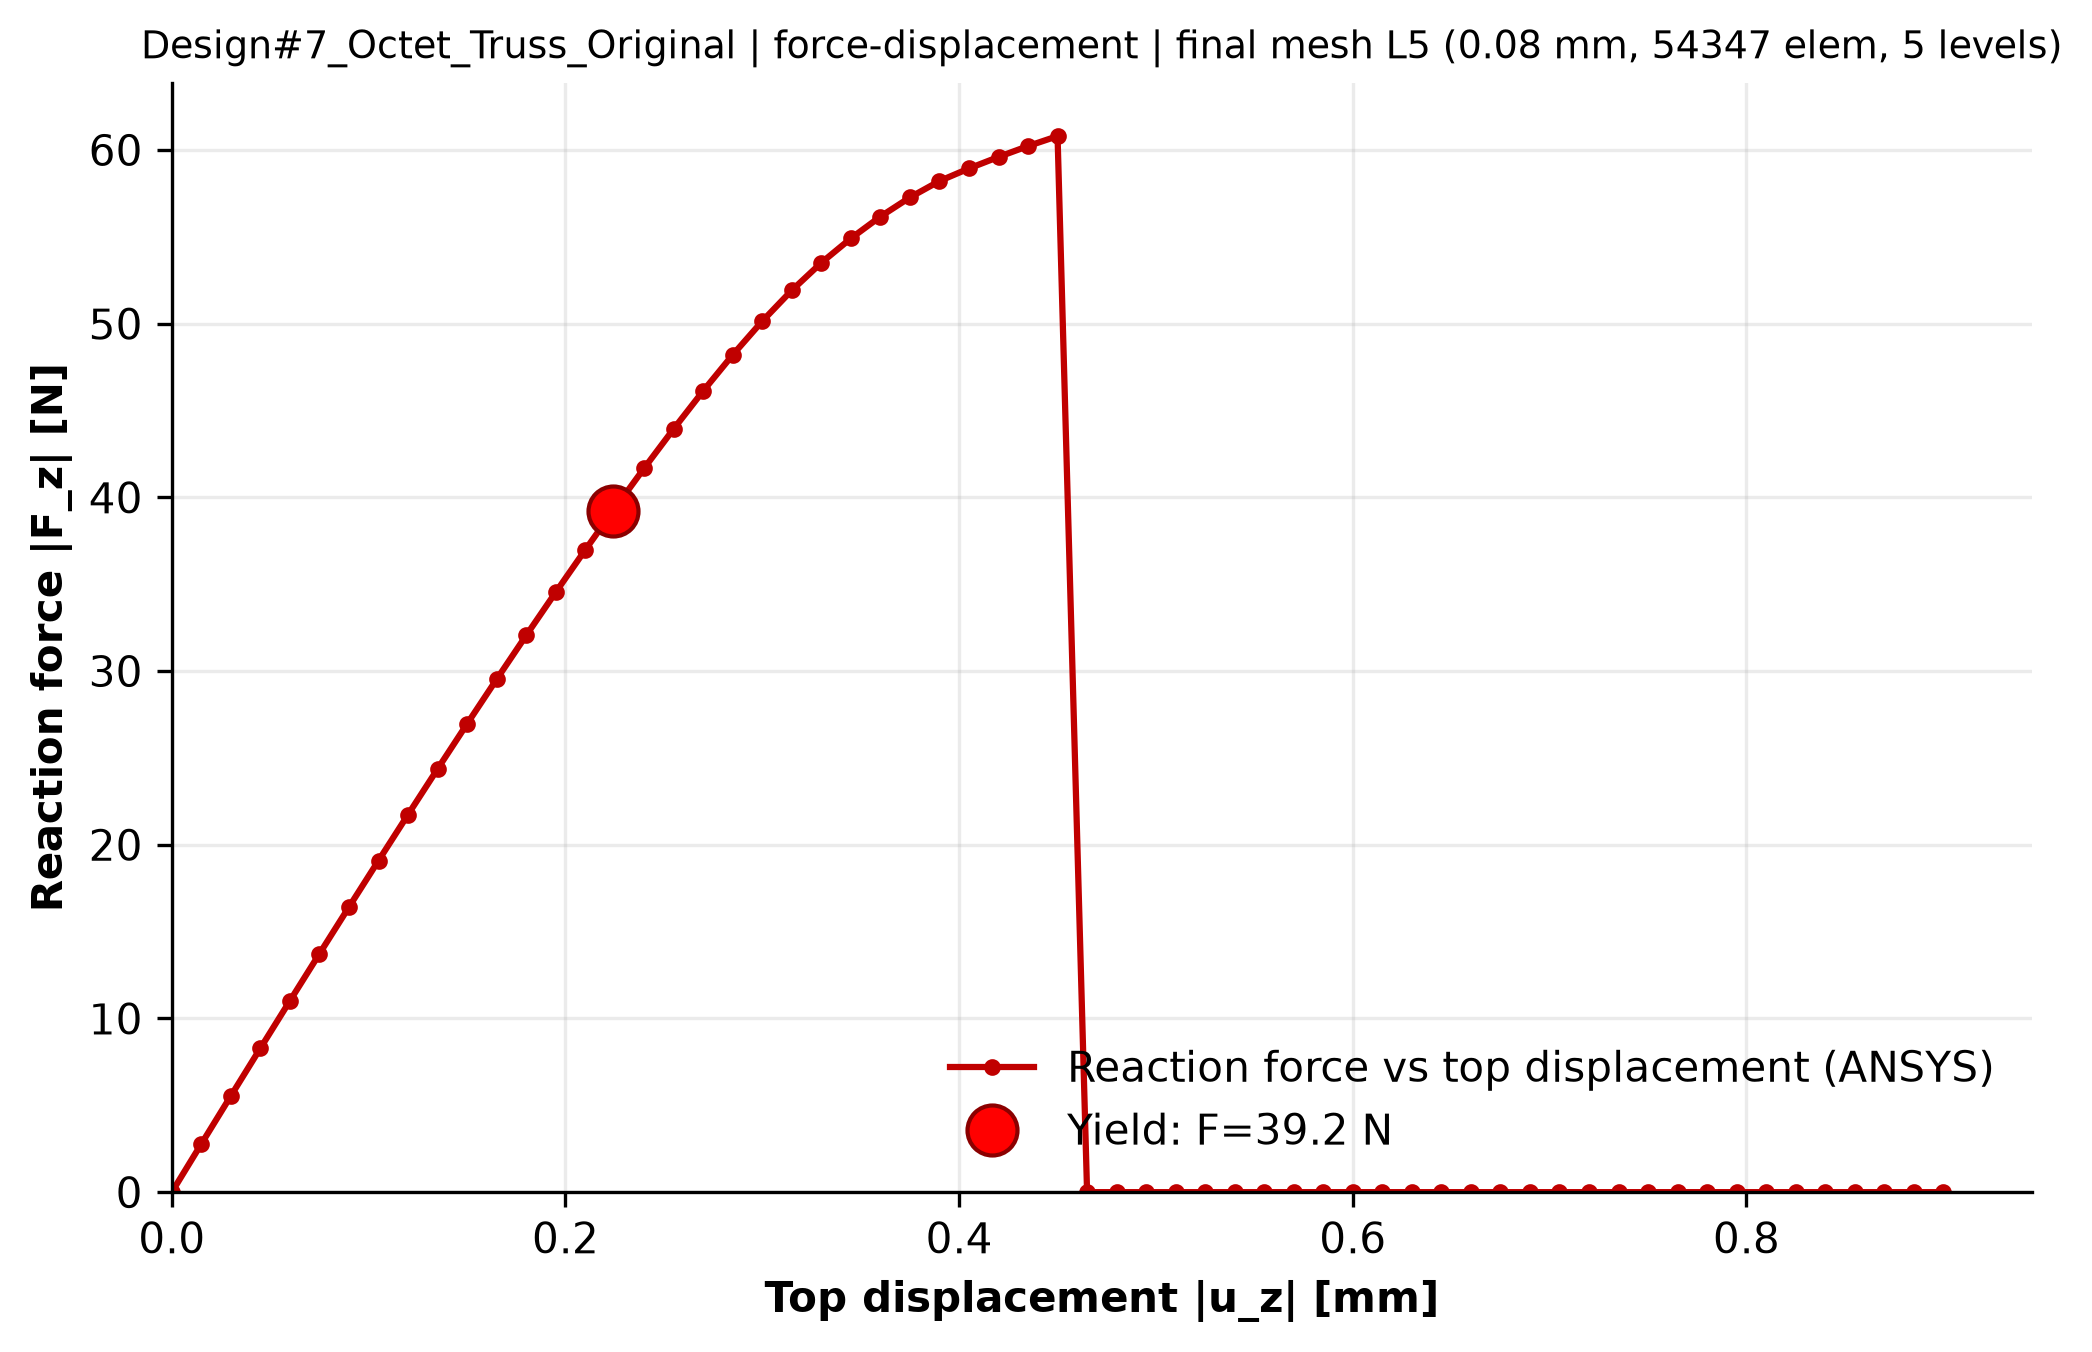 Design#7_Octet_Truss_Original | force-displacement | final mesh L5 (0.08 mm, 54347 elem, 5 levels)
Reaction force |F_z| [N]
60
50
40
30
20
10
0
Reaction force vs top displacement (ANSYS)
Yield: F=39.2 N
0.0 0.2 0.4 0.6 0.8
Top displacement |u_z| [mm]